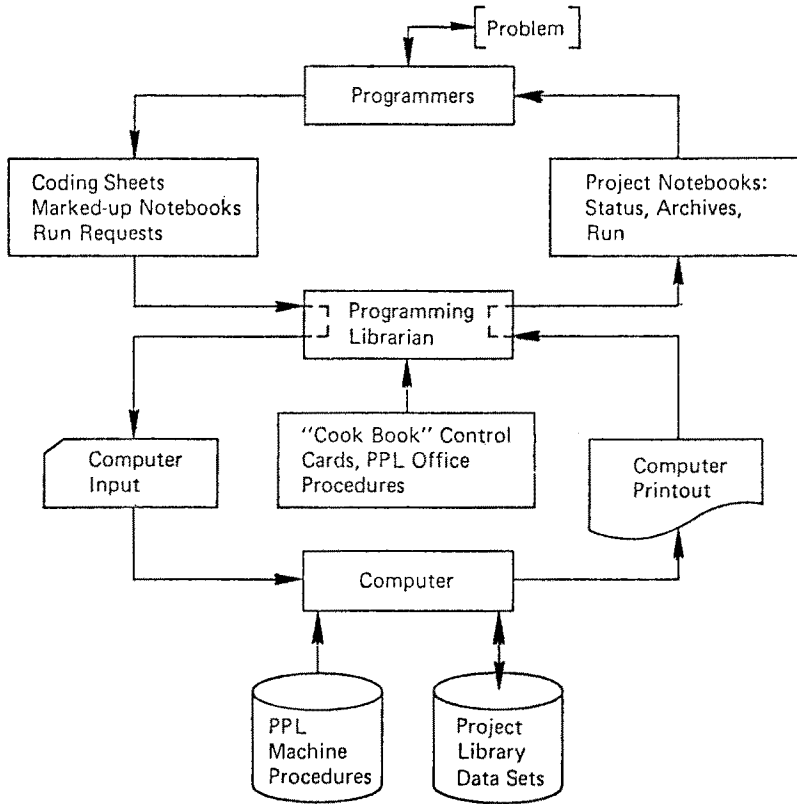 Problem
Programmers
Coding Sheets
Marked-up Notebooks
Run Requests
Project Notebooks:
Status, Archives,
Run
Programming
Librarian
"Cook Book" Control
Cards, PPL Office
Procedures
Computer
Input
Computer
Printout
Computer
PPL
Machine
Procedures
Project
Library
Data Sets